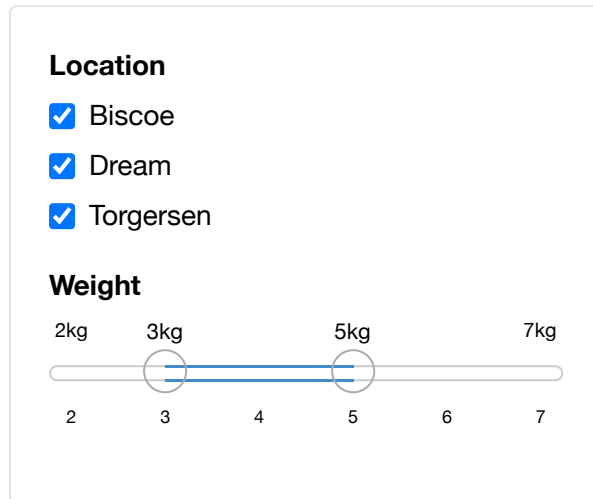 Location
Biscoe
Dream
Torgersen
Weight
2kg 3kg 5kg 7kg
2 3 4 5 6 7